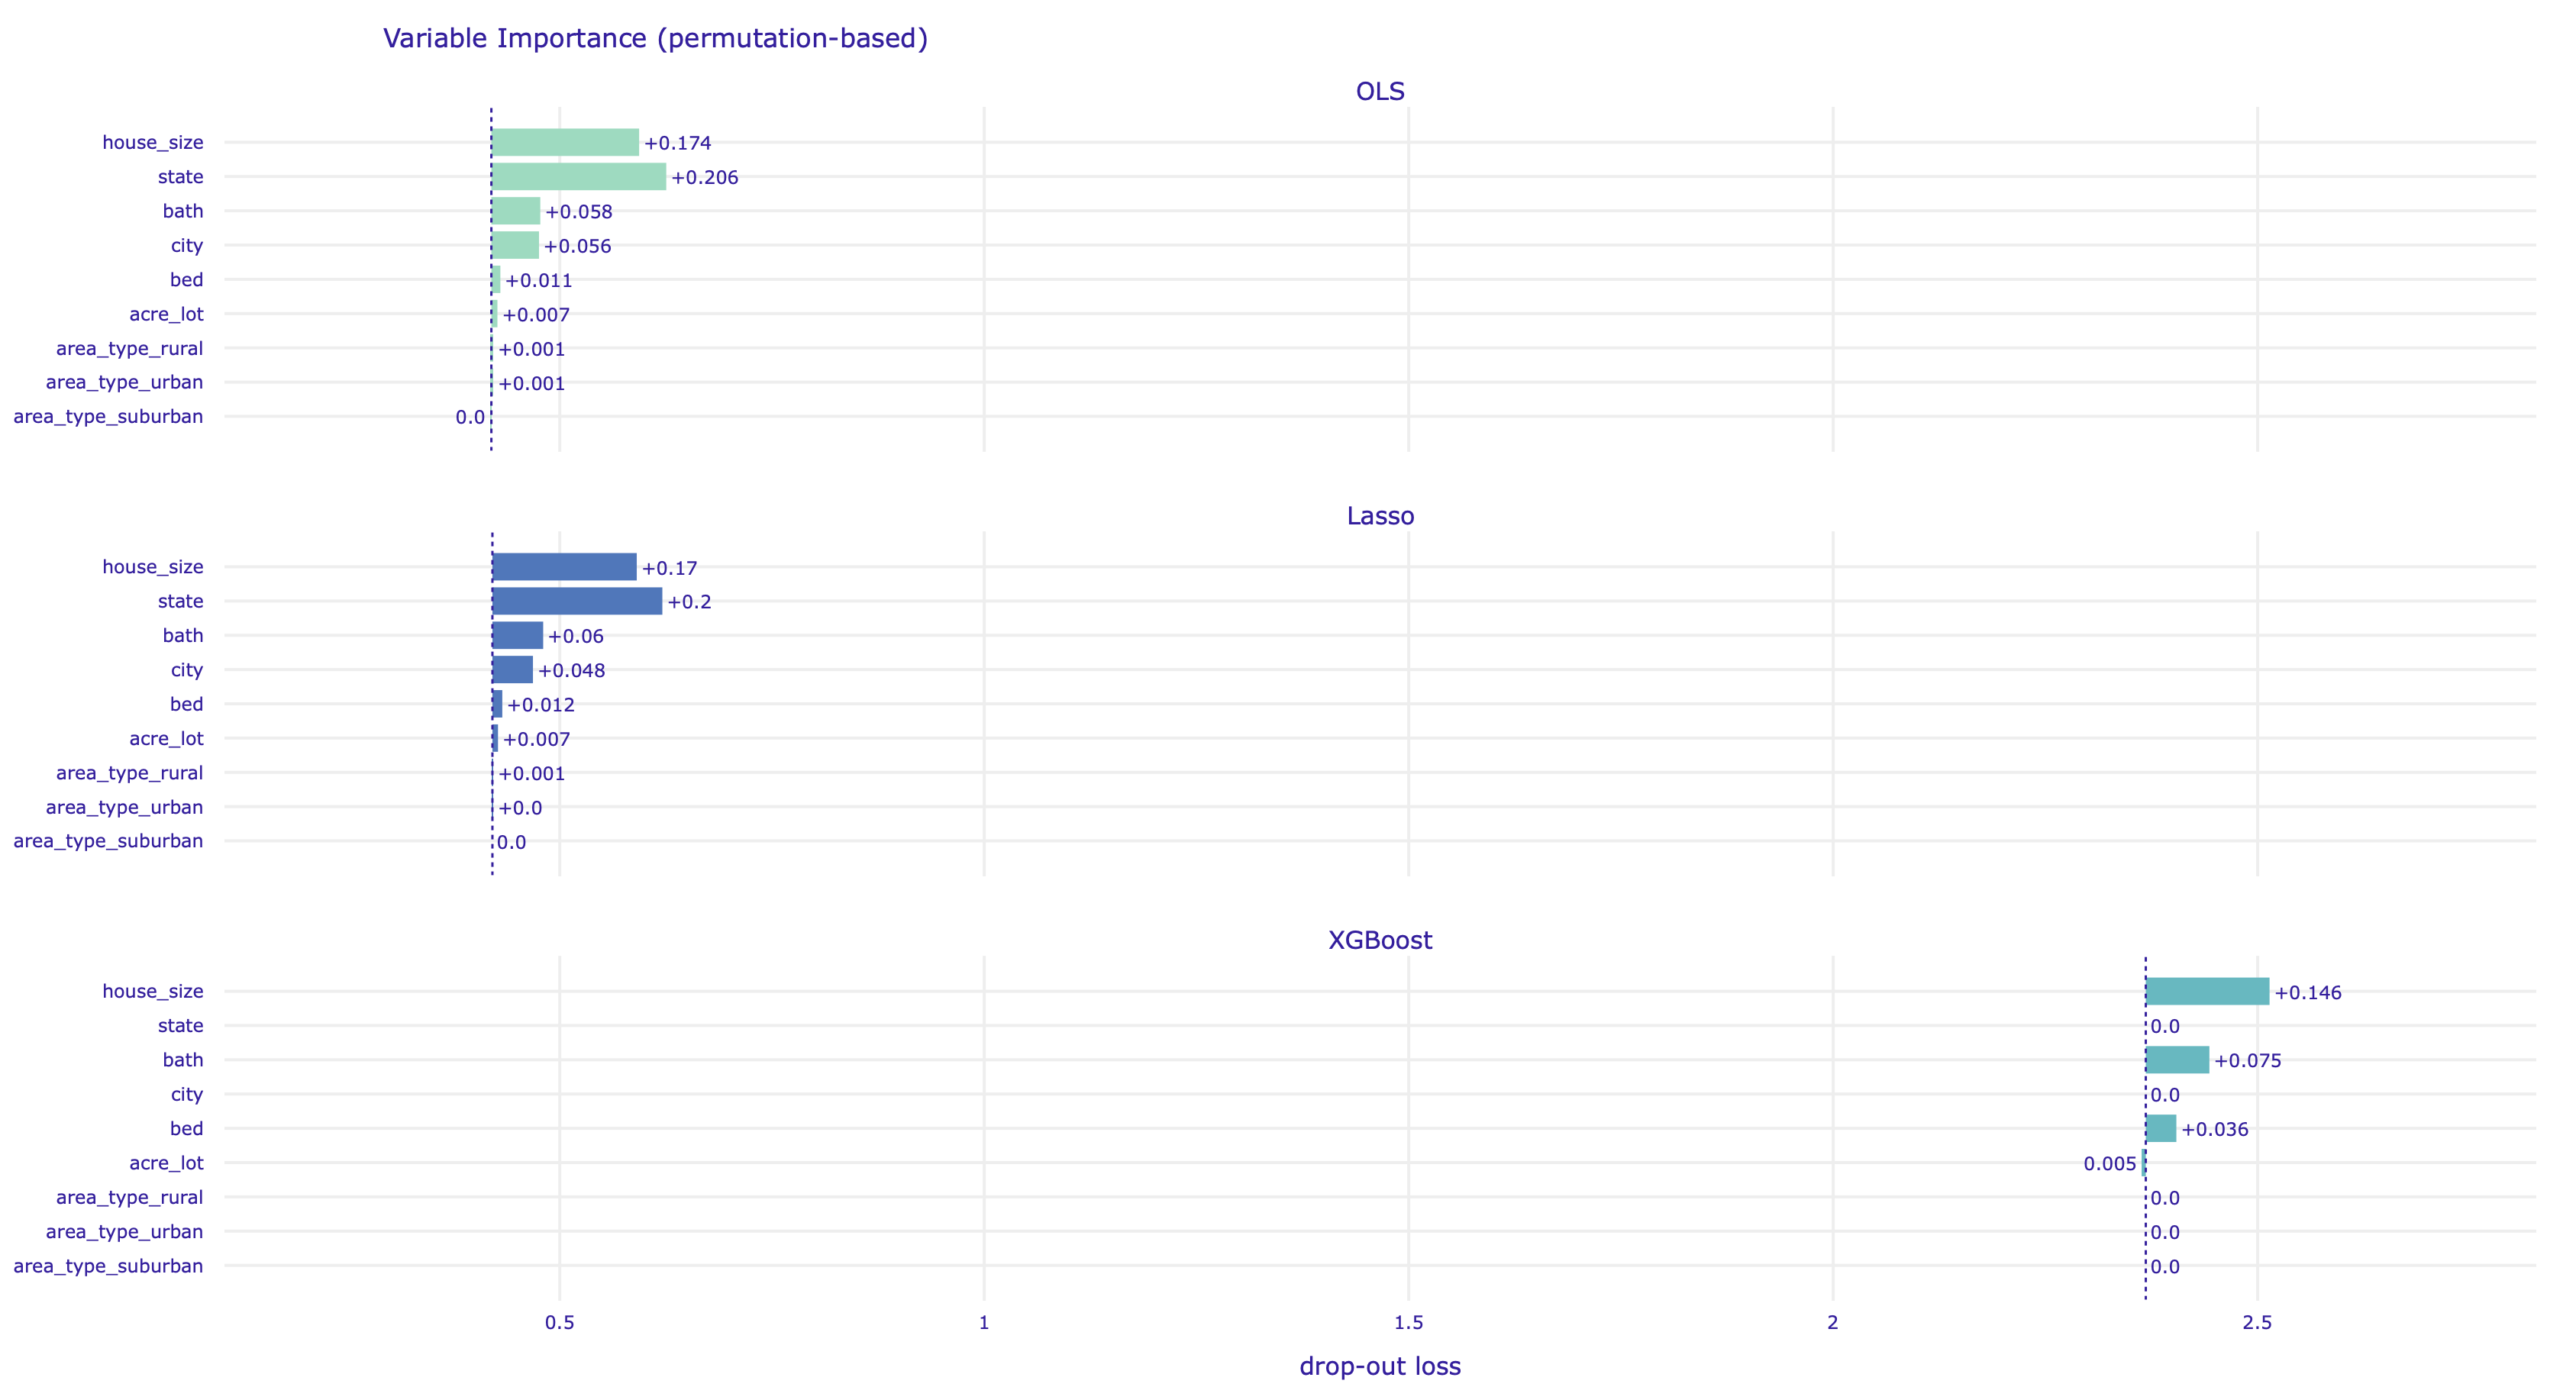 Variable Importance (permutation-based)
OLS
house_size +0.174
state +0.206
bath +0.058
city +0.056
bed +0.011
acre_lot +0.007
area_type_rural +0.001
area_type_urban +0.001
area_type_suburban 0.0
Lasso
house_size +0.17
state +0.2
bath +0.06
city +0.048
bed +0.012
acre_lot +0.007
area_type_rural +0.001
area_type_urban +0.0
area_type_suburban 0.0
XGBoost
house_size +0.146
state 0.0
bath +0.075
city 0.0
bed +0.036
acre_lot 0.005
area_type_rural 0.0
area_type_urban 0.0
area_type_suburban 0.0
0.5 1 1.5 2 2.5
drop-out loss